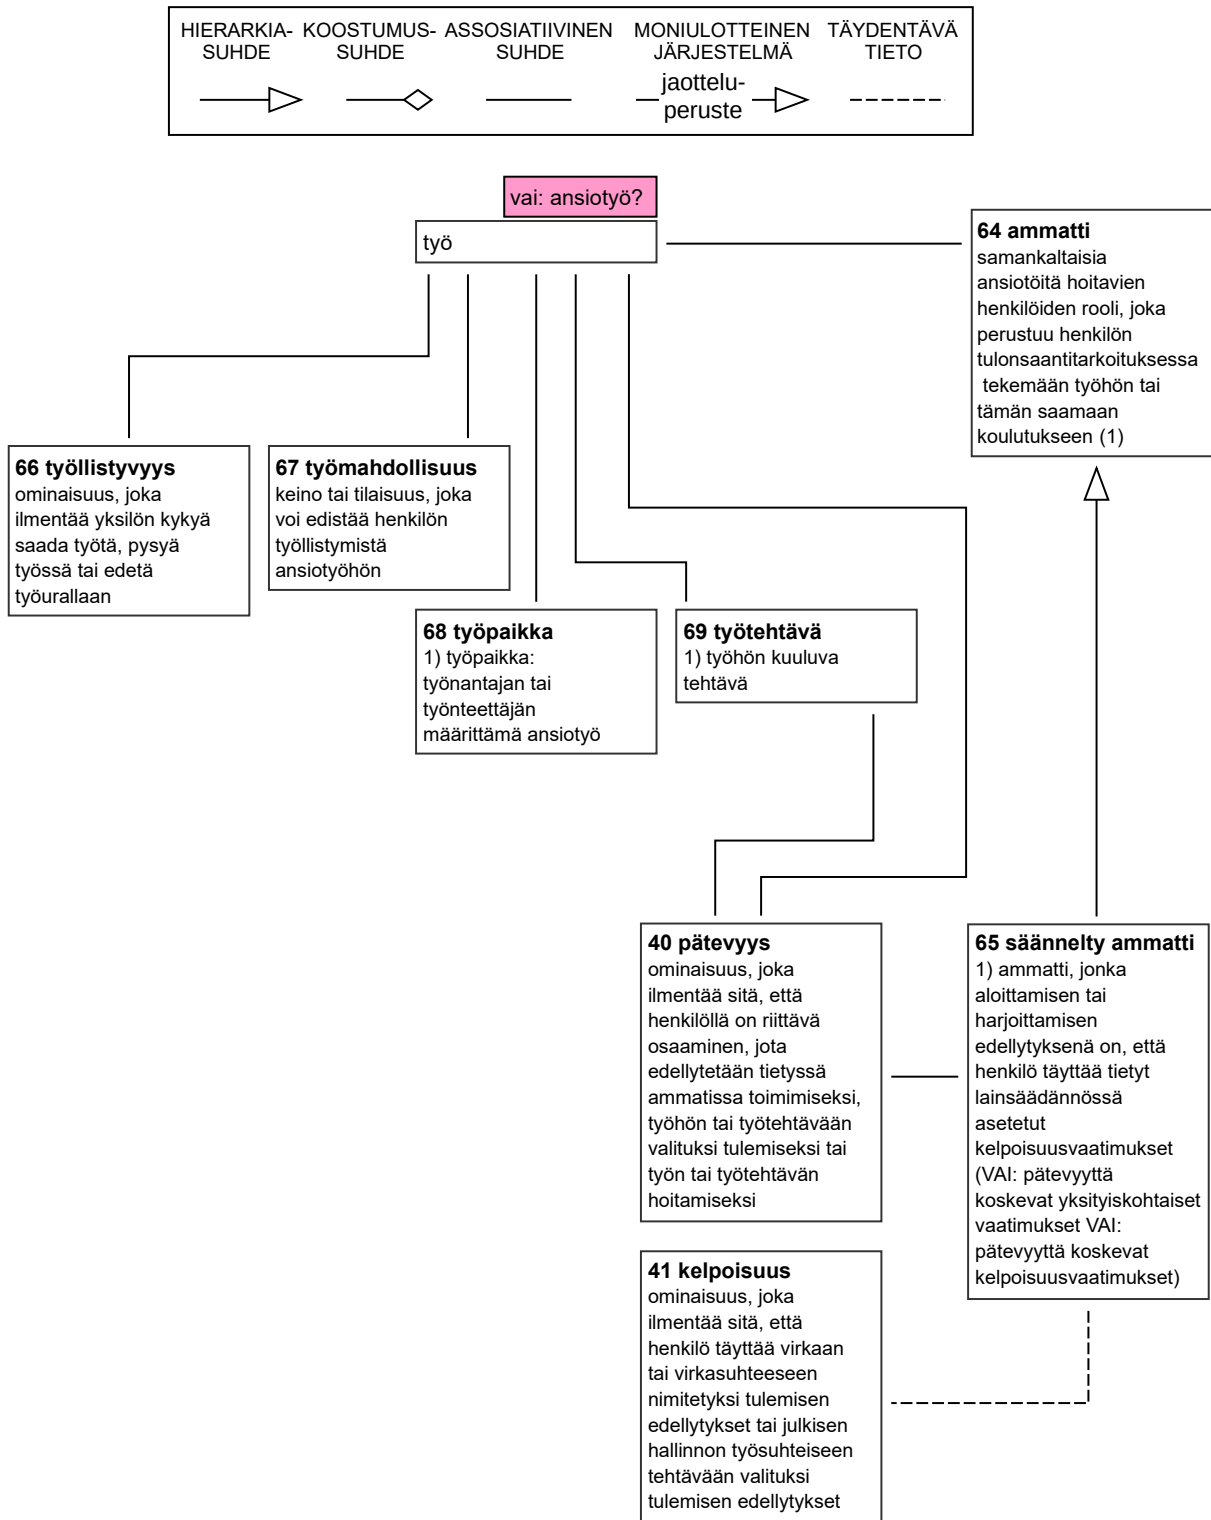 HIERARKIA-
SUHDE
KOOSTUMUS-
SUHDE
ASSOSIATIIVINEN
SUHDE
MONIULOTTEINEN
JÄRJESTELMÄ
jaottelu-
peruste
TÄYDENTÄVÄ
TIETO
vai: ansiotyö?
työ
64 ammatti
samankaltaisia
ansiotöitä hoitavien
henkilöiden rooli, joka
perustuu henkilön
tulonsaantitarkoituksessa
tekemään työhön tai
tämän saamaan
koulutukseen (1)
66 työllistyvyys
ominaisuus, joka
ilmentää yksilön kykyä
saada työtä, pysyä
työssä tai edetä
työurallaan
67 työmahdollisuus
keino tai tilaisuus, joka
voi edistää henkilön
työllistymistä
ansiotyöhön
68 työpaikka
1) työpaikka:
työnantajan tai
työnteettäjän
määrittämä ansiotyö
69 työtehtävä
1) työhön kuuluva
tehtävä
40 pätevyys
ominaisuus, joka
ilmentää sitä, että
henkilöllä on riittävä
osaaminen, jota
edellytetään tietyssä
ammatissa toimimiseksi,
työhön tai työtehtävään
valituksi tulemiseksi tai
työn tai työtehtävän
hoitamiseksi
65 säännelty ammatti
1) ammatti, jonka
aloittamisen tai
harjoittamisen
edellytyksenä on, että
henkilö täyttää tietyt
lainsäädännössä
asetetut
kelpoisuusvaatimukset
(VAI: pätevyyttä
koskevat yksityiskohtaiset
vaatimukset VAI:
pätevyyttä koskevat
kelpoisuusvaatimukset)
41 kelpoisuus
ominaisuus, joka
ilmentää sitä, että
henkilö täyttää virkaan
tai virkasuhteeseen
nimitetyksi tulemisen
edellytykset tai julkisen
hallinnon työsuhteiseen
tehtävään valituksi
tulemisen edellytykset